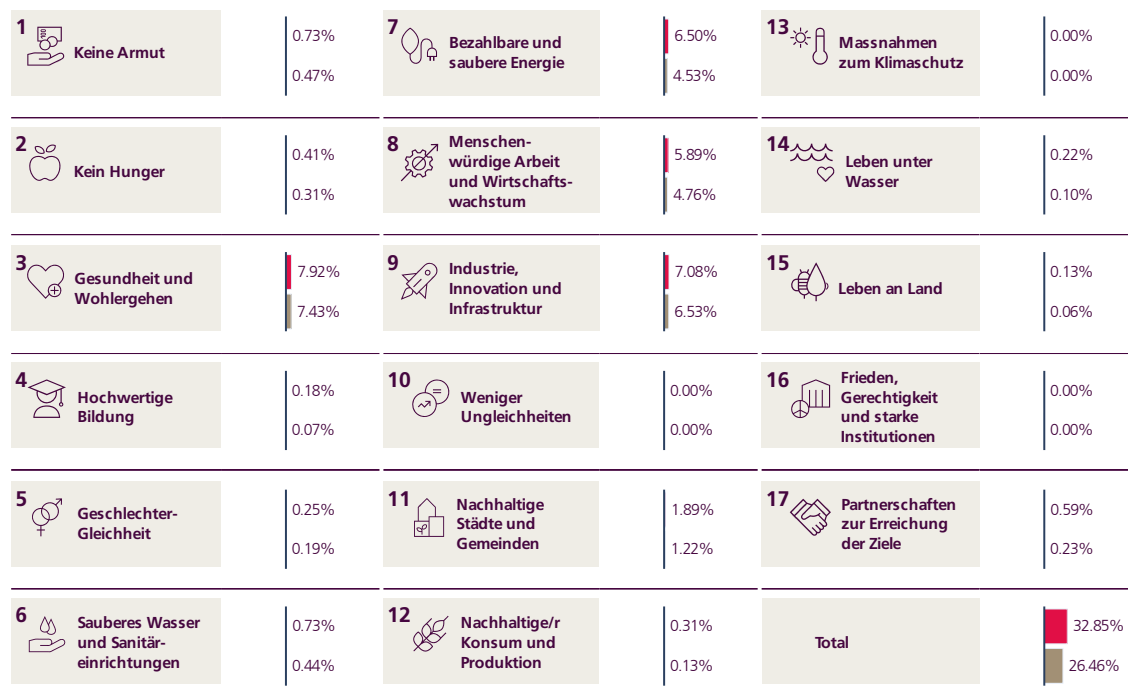 1
Keine Armut
0.73%
0.47%
2
Kein Hunger
0.41%
0.31%
3
Gesundheit und
Wohlergehen
7.92%
7.43%
4
Hochwertige
Bildung
0.18%
0.07%
5
Geschlechter-
Gleichheit
0.25%
0.19%
6
Sauberes Wasser
und Sanitär-
einrichtungen
0.73%
0.44%
7
Bezahlbare und
saubere Energie
6.50%
4.53%
8
Menschen-
würdige Arbeit
und Wirtschafts-
wachstum
5.89%
4.76%
9
Industrie,
Innovation und
Infrastruktur
7.08%
6.53%
10
Weniger
Ungleichheiten
0.00%
0.00%
11
Nachhaltige
Städte und
Gemeinden
1.89%
1.22%
12
Nachhaltige/r
Konsum und
Produktion
0.31%
0.13%
13
Massnahmen
zum Klimaschutz
0.00%
0.00%
14
Leben unter
Wasser
0.22%
0.10%
15
Leben an Land
0.13%
0.06%
16
Frieden,
Gerechtigkeit
und starke
Institutionen
0.00%
0.00%
17
Partnerschaften
zur Erreichung
der Ziele
0.59%
0.23%
Total
32.85%
26.46%